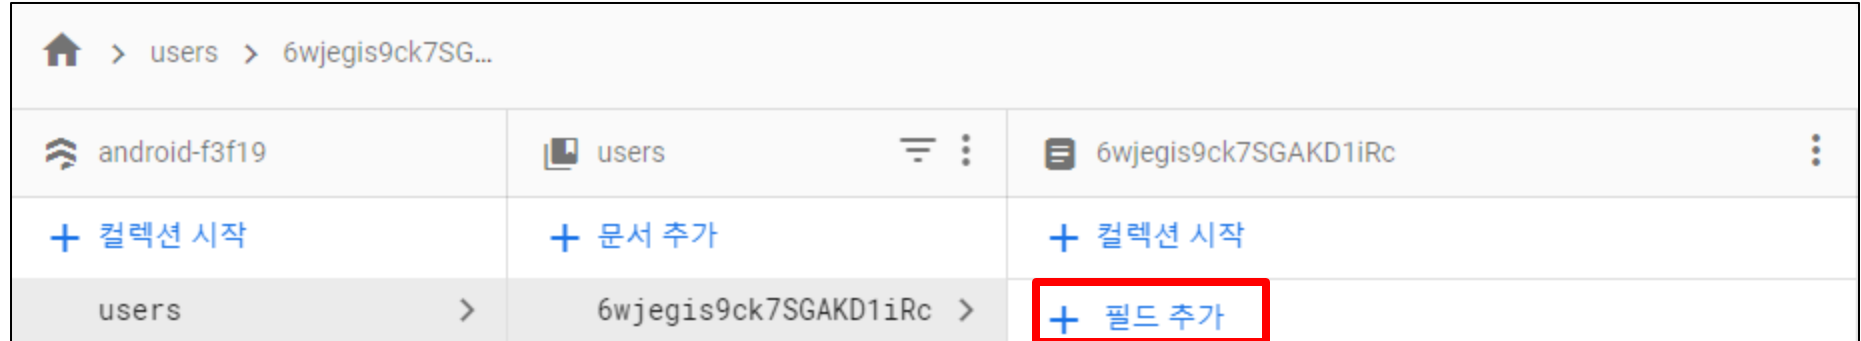 users 6wjegis9ck7SG...
android-f3f19 users 6wjegis9ck7SGAKD1iRc
컬렉션 시작 문서 추가 컬렉션 시작
users 6wjegis9ck7SGAKD1iRc 필드 추가